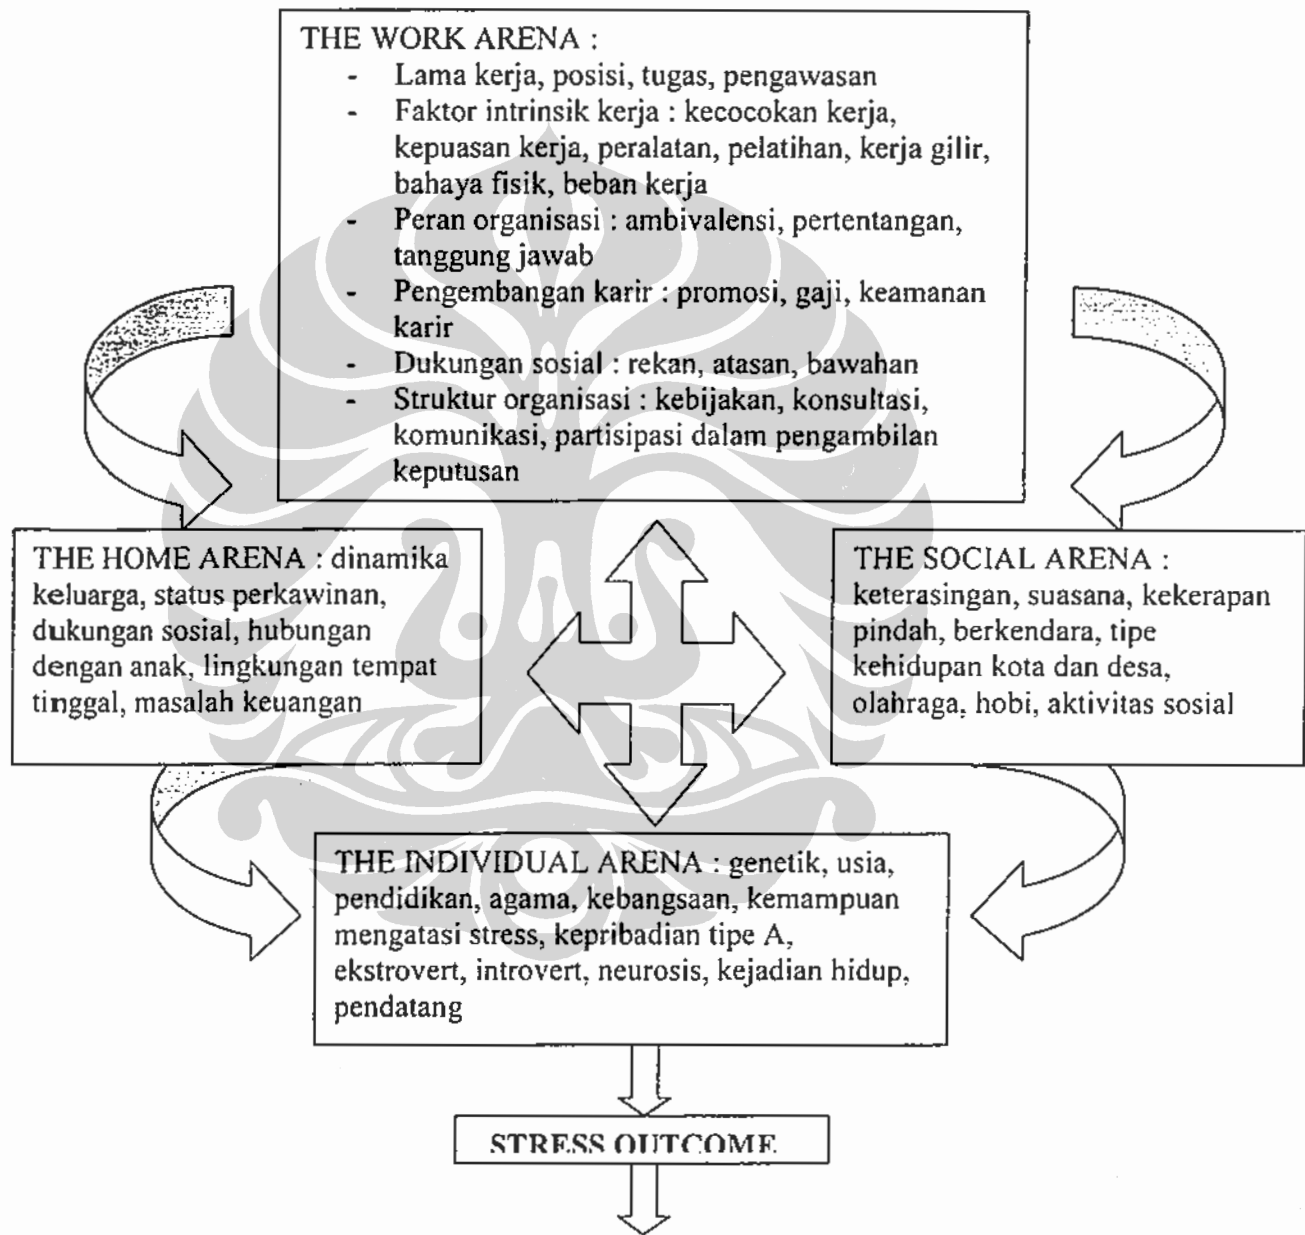 THE WORK ARENA :
- Lama kerja, posisi, tugas, pengawasan
- Faktor intrinsik kerja : kecocokan kerja,
kepuasan kerja, peralatan, pelatihan, kerja gilir,
bahaya fisik, beban kerja
- Peran organisasi : ambivalensi, pertentangan,
tanggung jawab
- Pengembangan karir : promosi, gaji, keamanan
karir
- Dukungan sosial : rekan, atasan, bawahan
- Struktur organisasi : kebijakan, konsultasi,
komunikasi, partisipasi dalam pengambilan
keputusan
THE HOME ARENA : dinamika
keluarga, status perkawinan,
dukungan sosial, hubungan
dengan anak, lingkungan tempat
tinggal, masalah keuangan
THE SOCIAL ARENA :
keterasingan, suasana, kekerapan
pindah, berkendara, tipe
kehidupan kota dan desa,
olahraga, hobi, aktivitas sosial
THE INDIVIDUAL ARENA : genetik, usia,
pendidikan, agama, kebangsaan, kemampuan
mengatasi stress, kepribadian tipe A,
ekstrovert, introvert, neurosis, kejadian hidup,
pendatang
STRESS OUTCOME